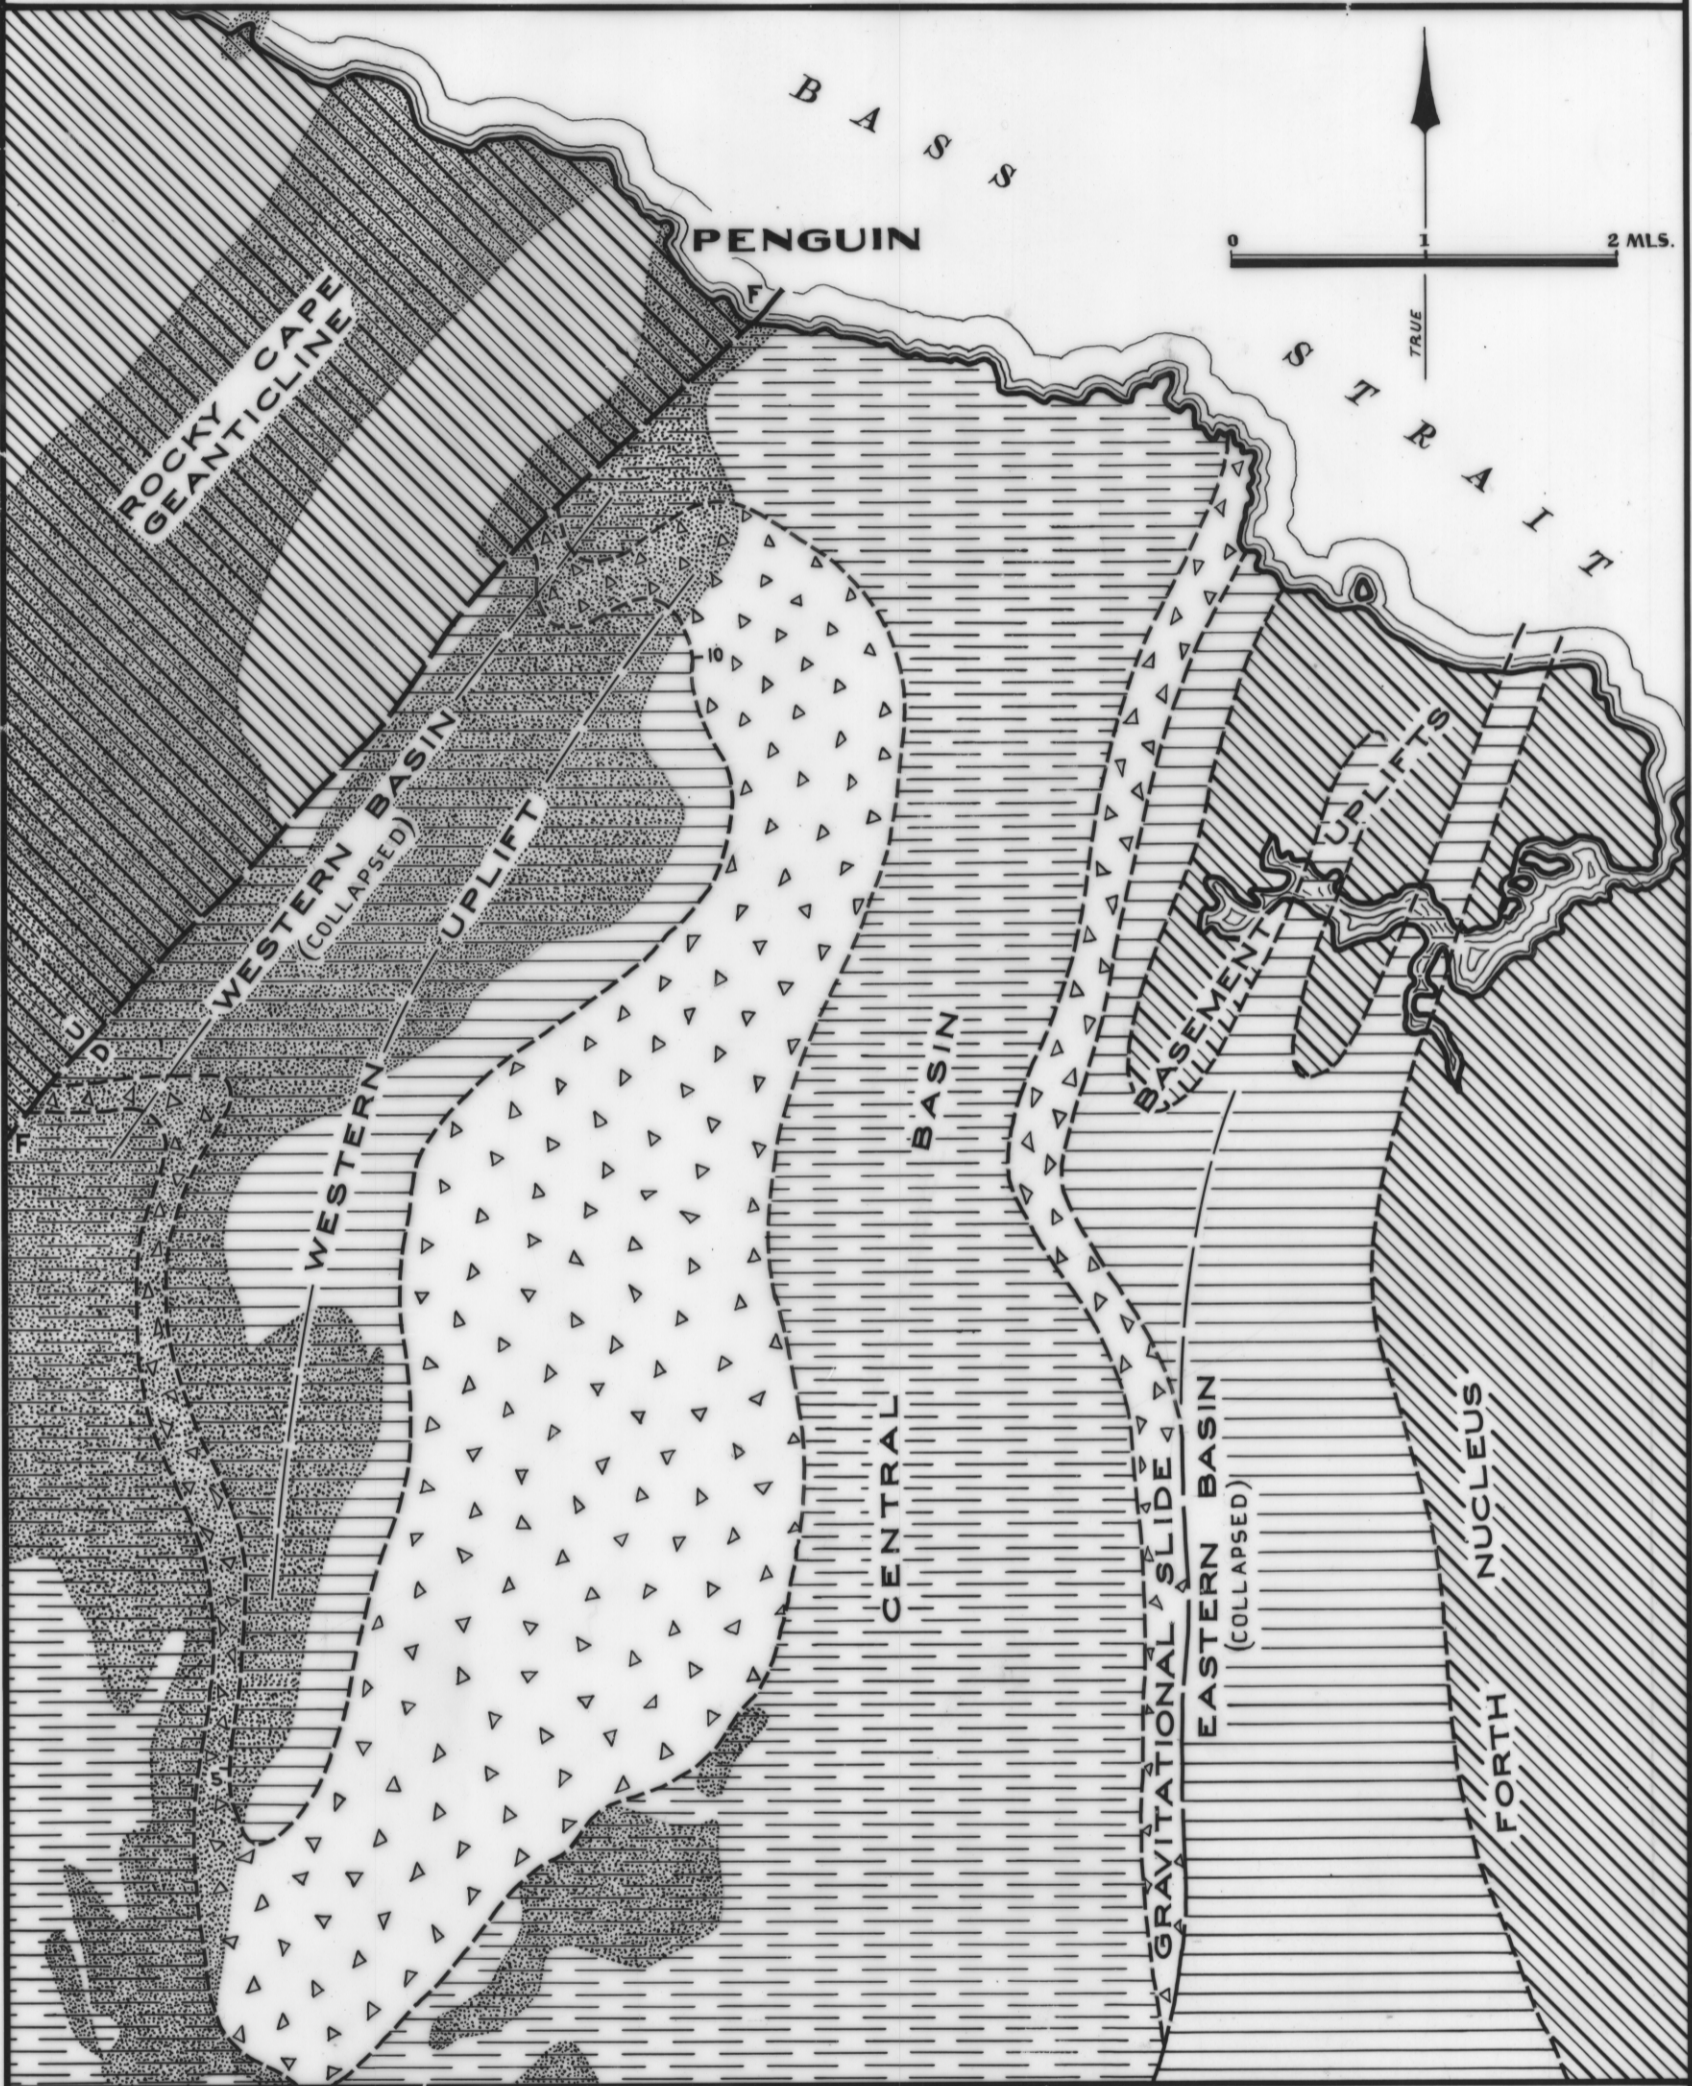 BASS
STRAIT
PENGUIN
0 1 2 MLS.
TRUE
F
ROCKY CAPE
GEANTICLINE
10
WESTERN BASIN
(COLLAPSED)
WESTERN UPLIFT
U
D
F
BASEMENT UPLIFTS
CENTRAL BASIN
GRAVITATIONAL SLIDE
EASTERN BASIN
(COLLAPSED)
FORTH NUCLEUS
5